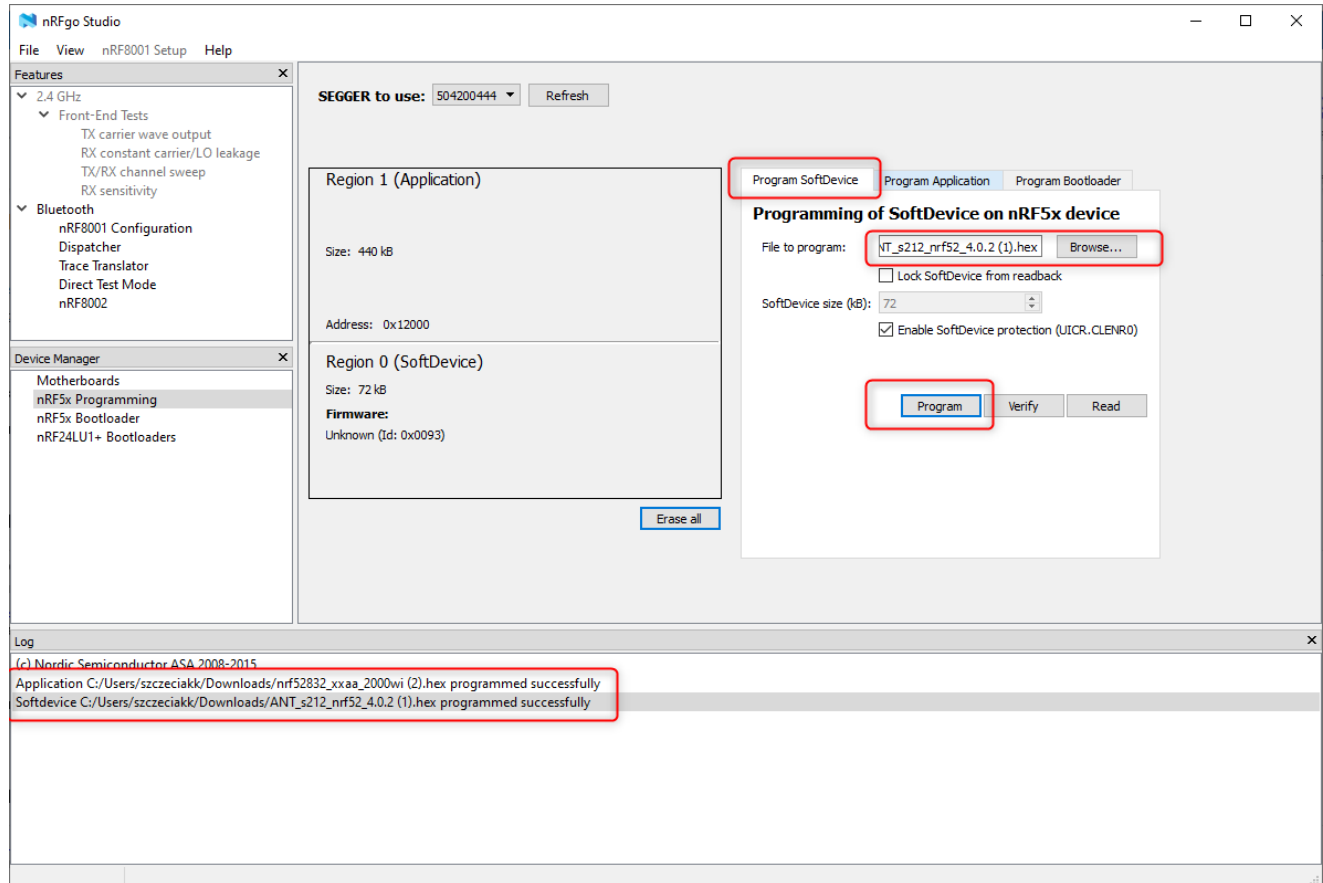 nRFgo Studio
File View nRF8001 Setup Help
Features
2.4 GHz
Front-End Tests
TX carrier wave output
RX constant carrier/LO leakage
TX/RX channel sweep
RX sensitivity
Bluetooth
nRF8001 Configuration
Dispatcher
Trace Translator
Direct Test Mode
nRF8002
Device Manager
Motherboards
nRF5x Programming
nRF5x Bootloader
nRF24LU1+ Bootloaders
SEGGER to use: 504200444 Refresh
Region 1 (Application)
Size: 440 kB
Address: 0x12000
Region 0 (SoftDevice)
Size: 72 kB
Firmware:
Unknown (Id: 0x0093)
Erase all
Program SoftDevice Program Application Program Bootloader
Programming of SoftDevice on nRF5x device
File to program: NT_s212_nrf52_4.0.2 (1).hex Browse...
Lock SoftDevice from readback
SoftDevice size (kB): 72
Enable SoftDevice protection (UICR.CLENR0)
Program Verify Read
Log
(c) Nordic Semiconductor ASA 2008-2015
Application C:/Users/szczeciakk/Downloads/nrf52832_xxaa_2000wi (2).hex programmed successfully
Softdevice C:/Users/szczeciakk/Downloads/ANT_s212_nrf52_4.0.2 (1).hex programmed successfully